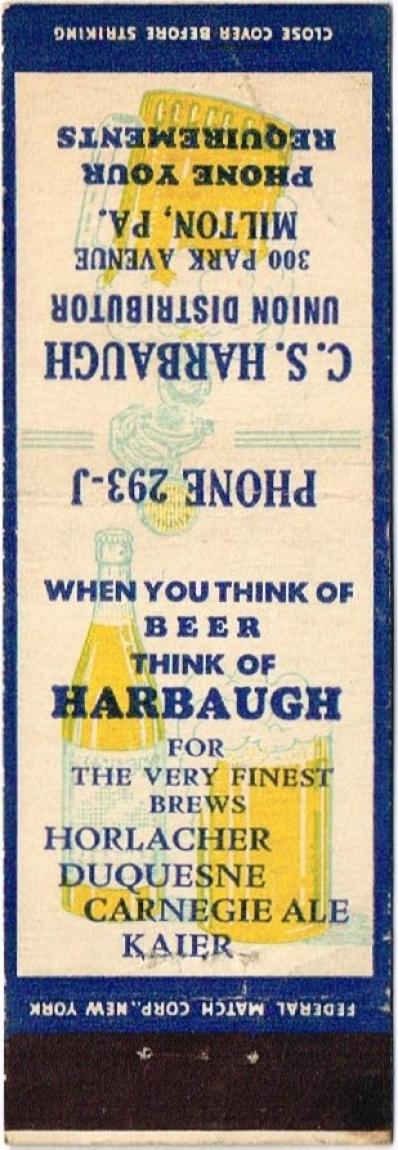 CLOSE COVER BEFORE STRIKING
PHONE YOUR
REQUIREMENTS
MILTON, PA.
300 PARK AVENUE
UNION DISTRIBUTOR
C. S. HARBAUGH
PHONE 293-J
WHEN YOU THINK OF
BEER
THINK OF
HARBAUGH
FOR
THE VERY FINEST
BREWS
HORLACHER
DUQUESNE
CARNEGIE ALE
KAIER
FEDERAL MATCH CORP., NEW YORK